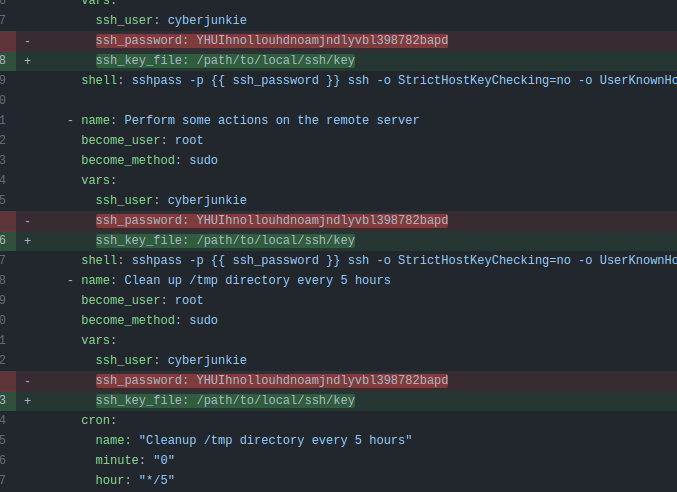 vars:
7 ssh_user: cyberjunkie
- ssh_password: YHUIhnollouhdnoamjndlyvbl398782bapd
8 + ssh_key_file: /path/to/local/ssh/key
9 shell: sshpass -p {{ ssh_password }} ssh -o StrictHostKeyChecking=no -o UserKnownHo
0
1 - name: Perform some actions on the remote server
2 become_user: root
3 become_method: sudo
4 vars:
5 ssh_user: cyberjunkie
- ssh_password: YHUIhnollouhdnoamjndlyvbl398782bapd
6 + ssh_key_file: /path/to/local/ssh/key
7 shell: sshpass -p {{ ssh_password }} ssh -o StrictHostKeyChecking=no -o UserKnownHo
8 - name: Clean up /tmp directory every 5 hours
9 become_user: root
0 become_method: sudo
1 vars:
2 ssh_user: cyberjunkie
- ssh_password: YHUIhnollouhdnoamjndlyvbl398782bapd
3 + ssh_key_file: /path/to/local/ssh/key
4 cron:
5 name: "Cleanup /tmp directory every 5 hours"
6 minute: "0"
7 hour: "*/5"